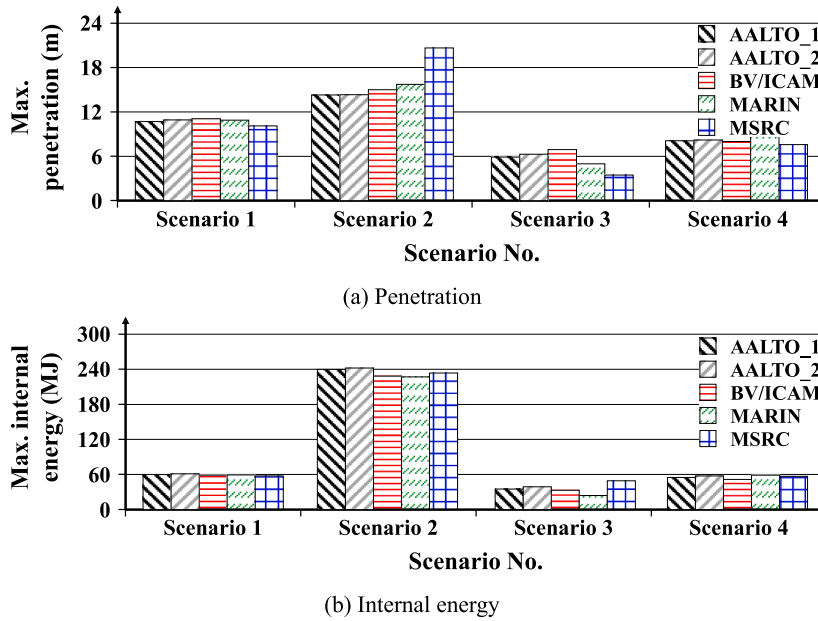 24
18
12
6
0
Max.
penetration (m)
AALTO_1
AALTO_2
BV/ICAM
MARIN
MSRC
Scenario 1
Scenario 2
Scenario 3
Scenario 4
Scenario No.
(a) Penetration
300
240
180
120
60
0
Max. internal
energy (MJ)
AALTO_1
AALTO_2
BV/ICAM
MARIN
MSRC
Scenario 1
Scenario 2
Scenario 3
Scenario 4
Scenario No.
(b) Internal energy